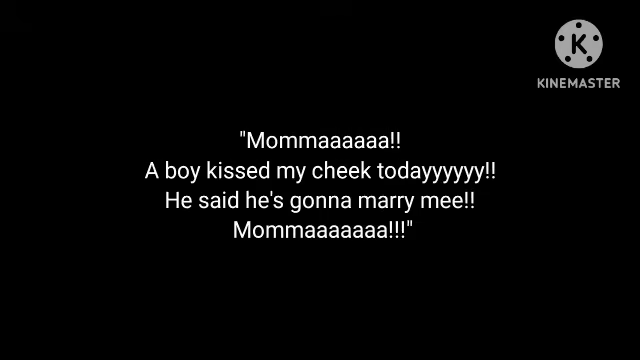 KINEMASTER
"Mommaaaaaa!!
A boy kissed my cheek todayyyyyy!!
He said he's gonna marry mee!!
Mommaaaaaaa!!!"